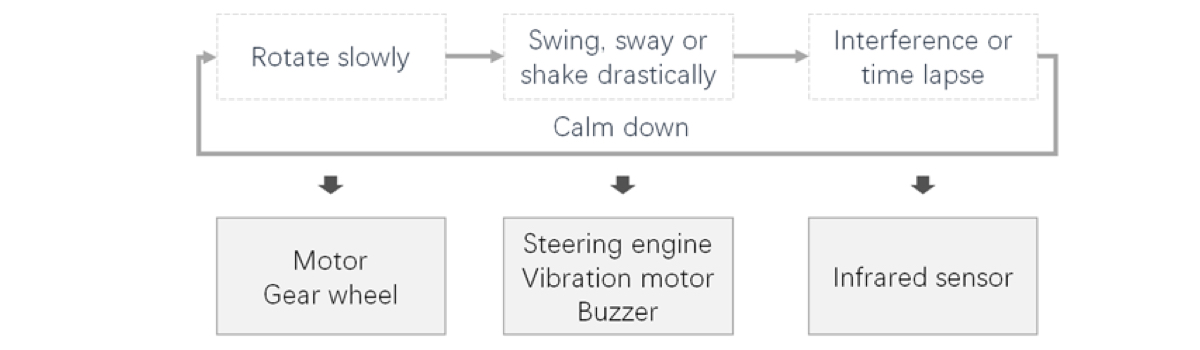 Rotate slowly
Swing, sway or
shake drastically
Interference or
time lapse
Calm down
Motor
Gear wheel
Steering engine
Vibration motor
Buzzer
Infrared sensor